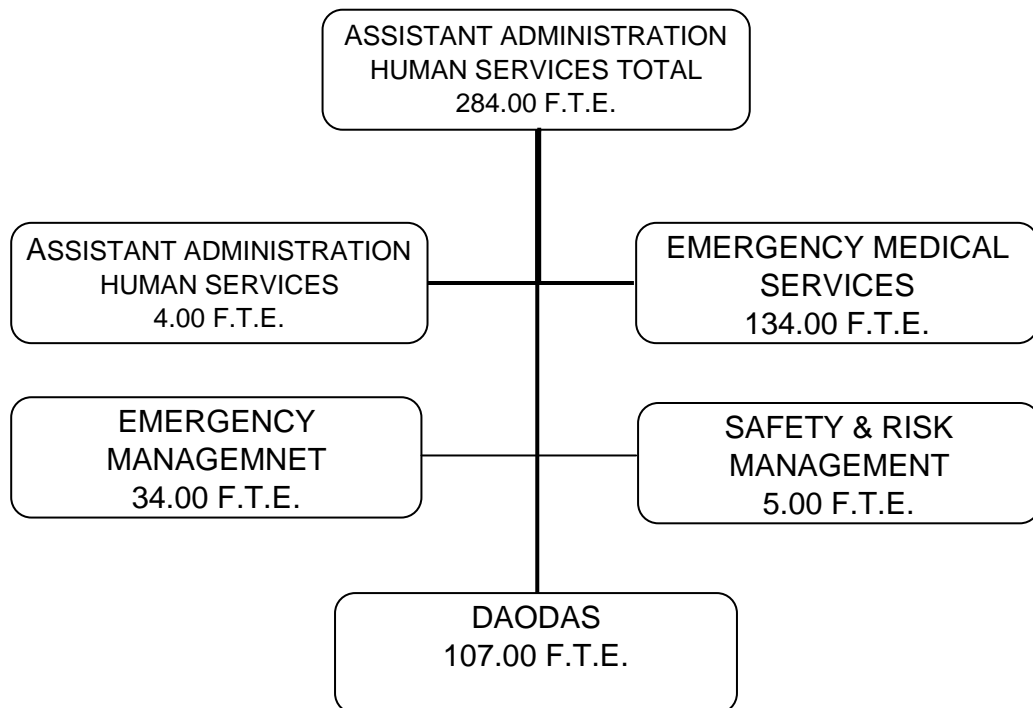 ASSISTANT ADMINISTRATION
HUMAN SERVICES TOTAL
284.00 F.T.E.
ASSISTANT ADMINISTRATION
HUMAN SERVICES
4.00 F.T.E.
EMERGENCY MEDICAL
SERVICES
134.00 F.T.E.
EMERGENCY
MANAGEMNET
34.00 F.T.E.
SAFETY & RISK
MANAGEMENT
5.00 F.T.E.
DAODAS
107.00 F.T.E.